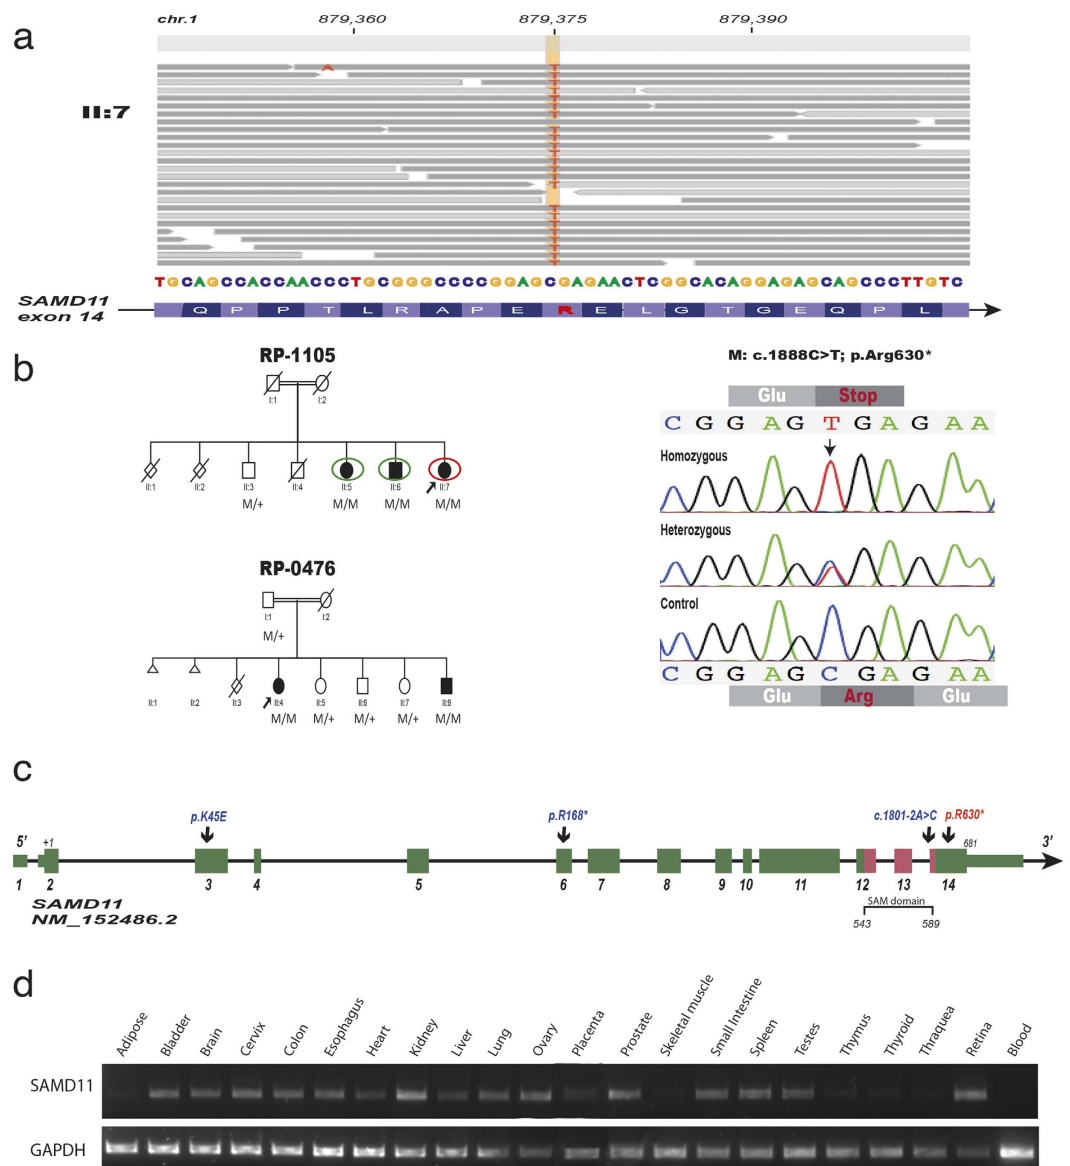 a
chr.1 879,360 879,375 879,390
A
II:7
T
TGCAGCCACCAACCCTGCGGGCCCCGGAGCGAGAACTCGGCACAGGAGAGCAGCCCTTGTC
SAMD11
exon 14
Q P P T L R A P E R E L G T G E Q P L
b
RP-1105
I:1 I:2
II:1 II:2 II:3 II:4 II:5 II:6 II:7
M/+ M/M M/M M/M
RP-0476
I:1 I:2
M/+
II:1 II:2 II:3 II:4 II:5 II:6 II:7 II:8
M/M M/+ M/+ M/+ M/M
M: c.1888C>T; p.Arg630*
Glu Stop
C G G A G T G A G A A
Homozygous
Heterozygous
Control
C G G A G C G A G A A
Glu Arg Glu
c
p.K45E p.R168* c.1801-2A>C p.R630*
5' +1 681 3'
1 2 3 4 5 6 7 8 9 10 11 12 13 14
SAMD11
NM_152486.2
SAM domain
543 589
d
Adipose Bladder Brain Cervix Colon Esophagus Heart Kidney Liver Lung Ovary Placenta Prostate Skeletal muscle Small Intestine Spleen Testes Thymus Thyroid Thraquea Retina Blood
SAMD11
GAPDH